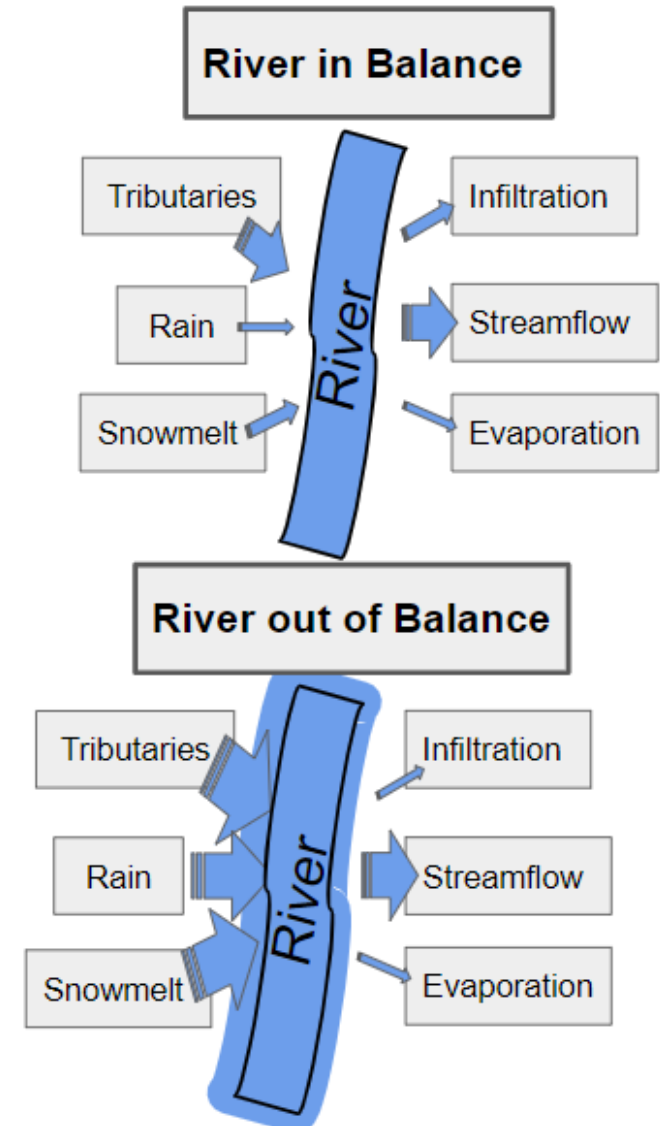 River in Balance
Tributaries
Infiltration
Rain
River
Streamflow
Snowmelt
Evaporation
River out of Balance
Tributaries
Infiltration
Rain
River
Streamflow
Snowmelt
Evaporation